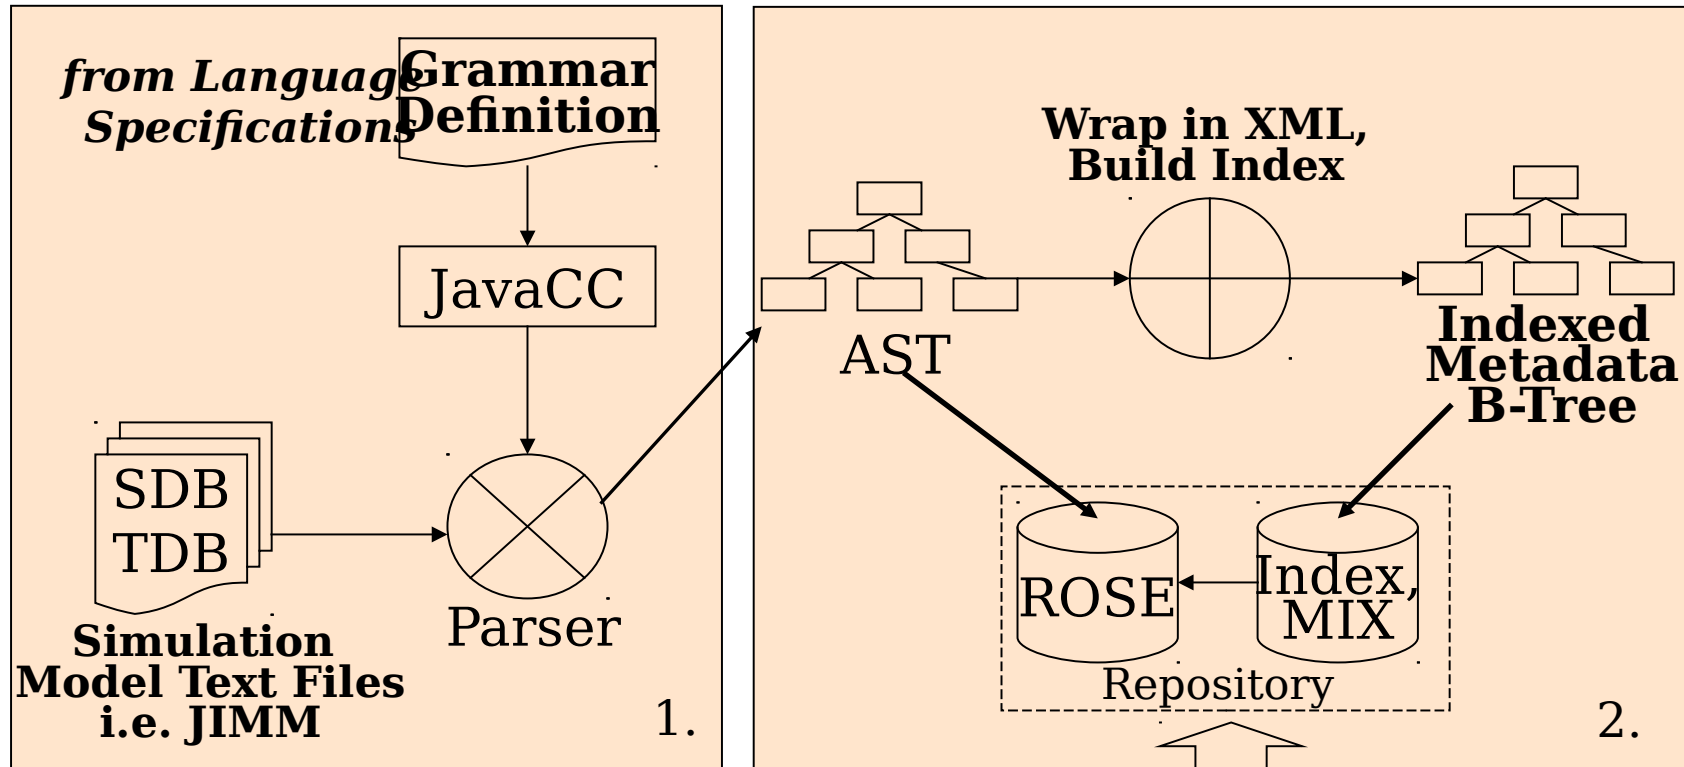 from Language
Specifications
Grammar
Definition
JavaCC
SDB
TDB
Parser
Simulation
Model Text Files
i.e. JIMM
1.
Wrap in XML,
Build Index
AST
Indexed
Metadata
B-Tree
ROSE
Index,
MIX
Repository
2.